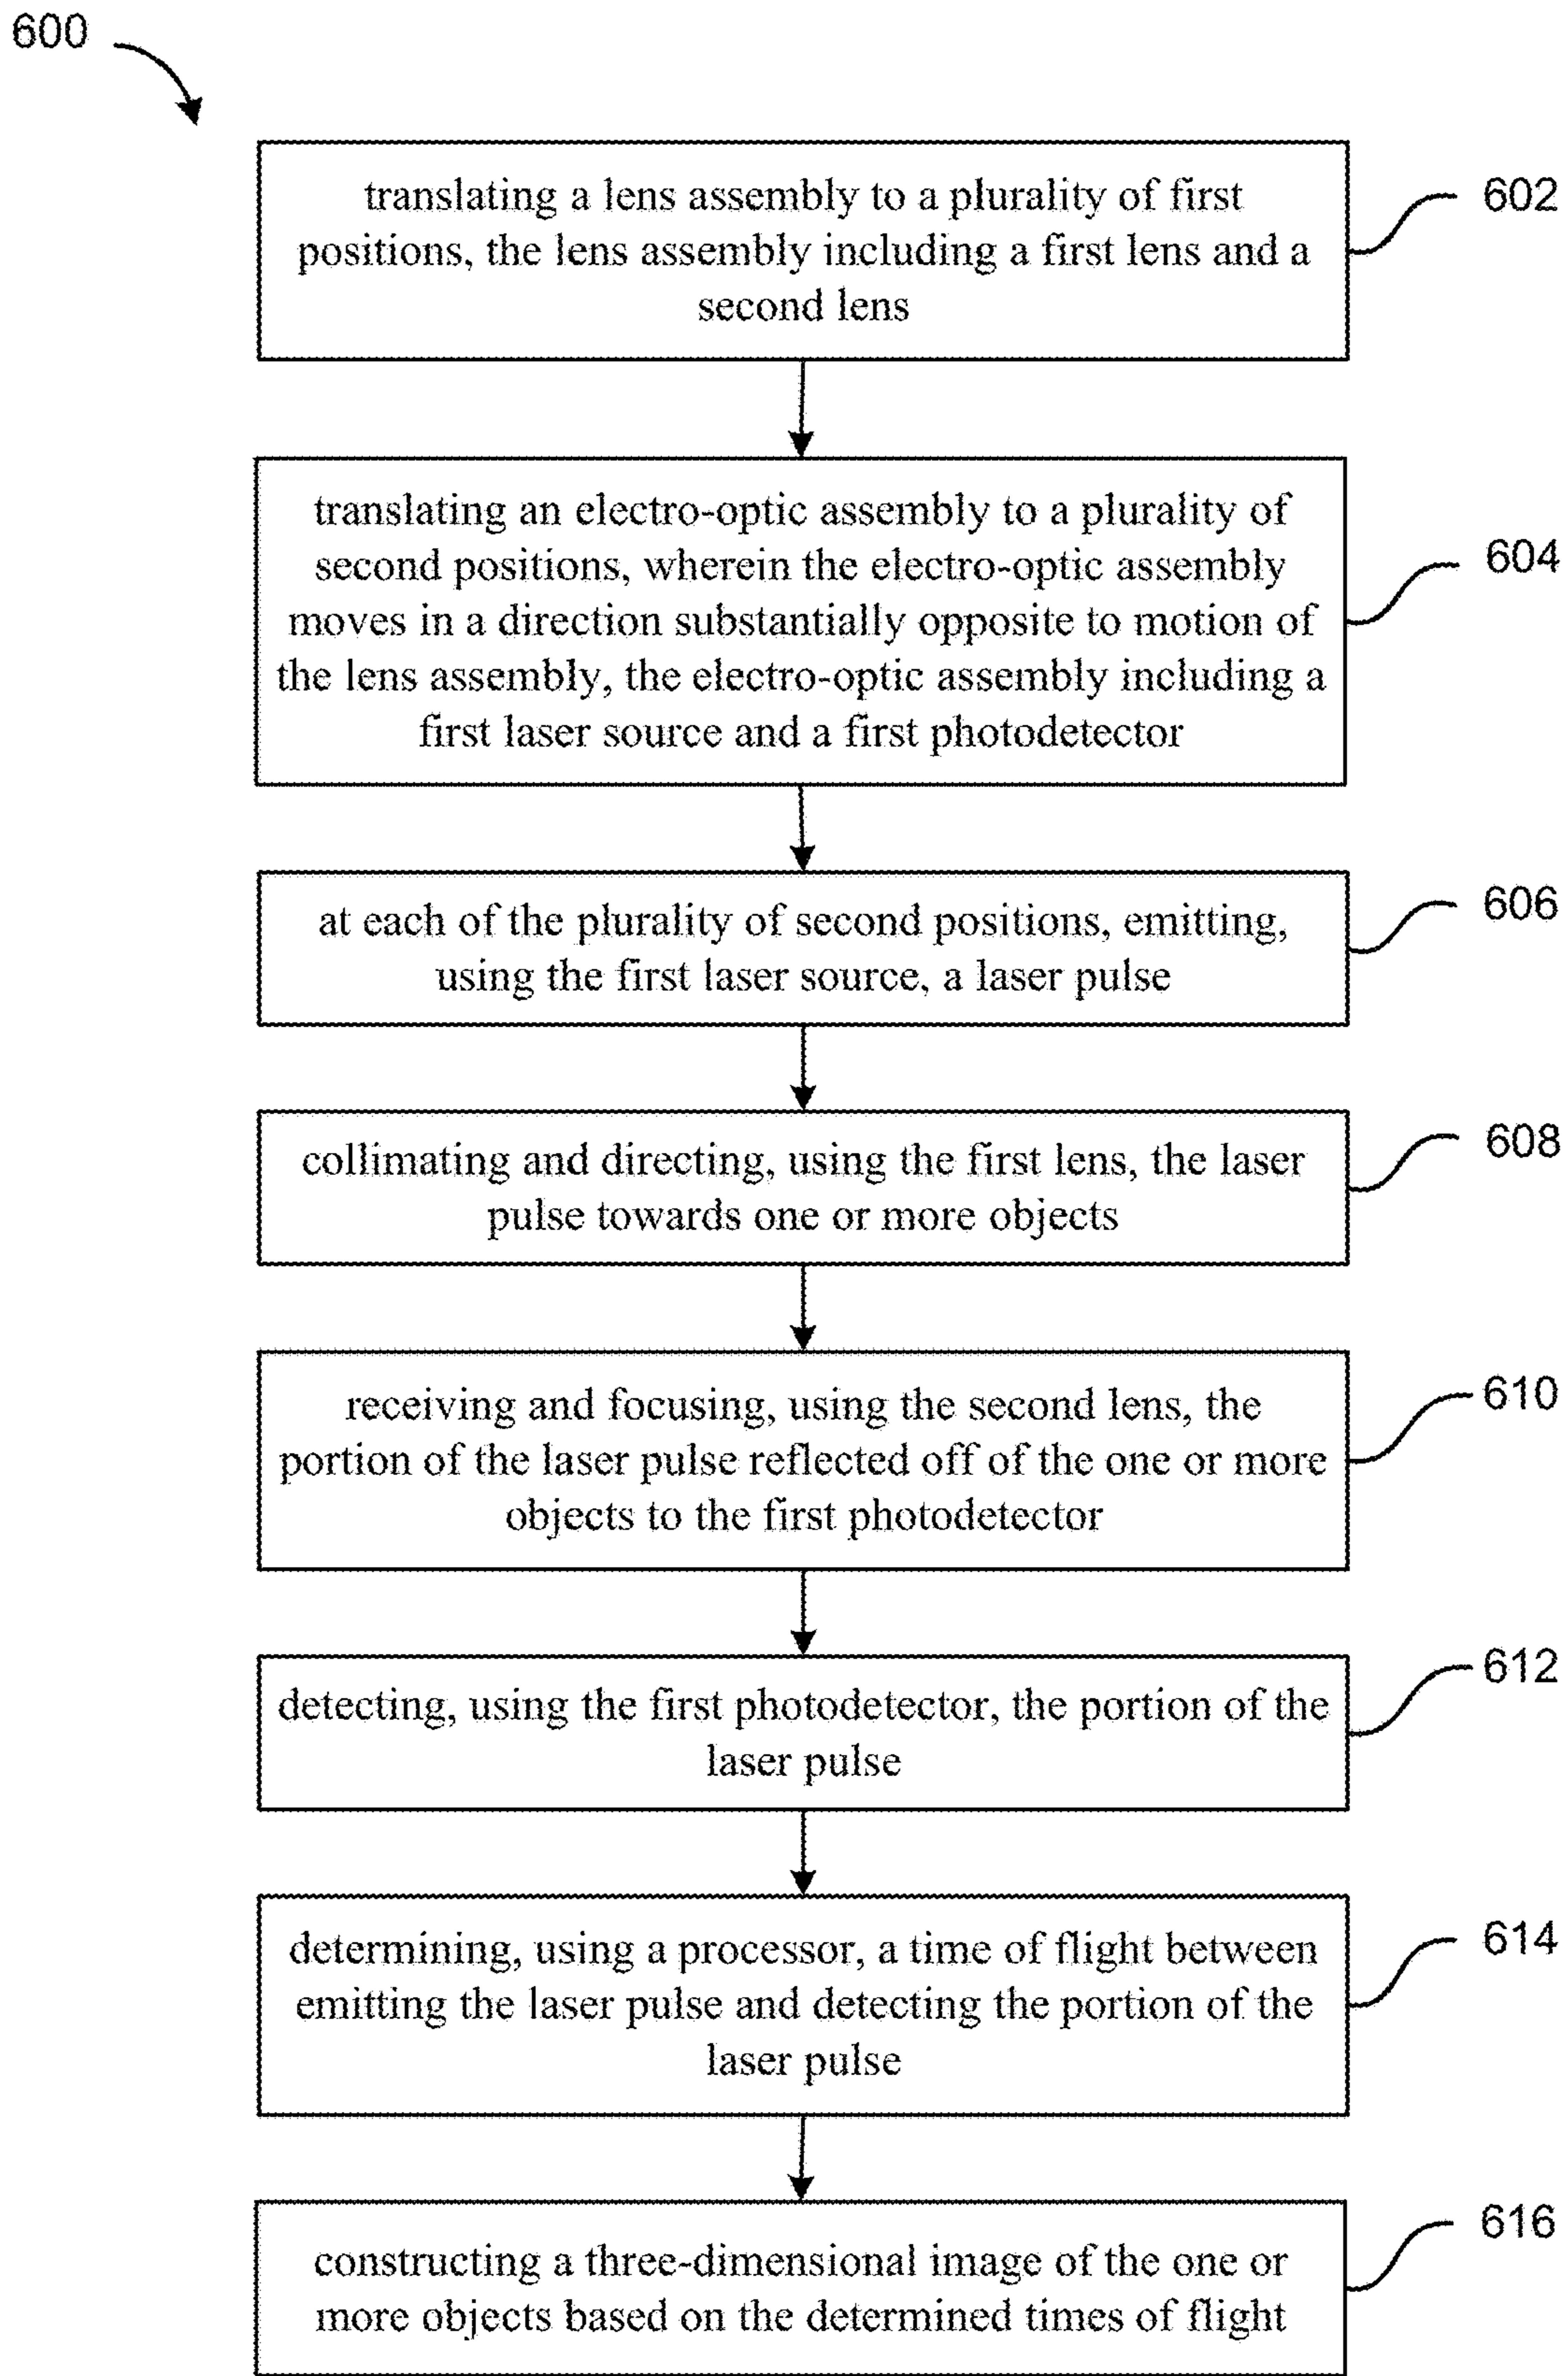 600
translating a lens assembly to a plurality of first
positions, the lens assembly including a first lens and a
second lens
602
translating an electro-optic assembly to a plurality of
second positions, wherein the electro-optic assembly
moves in a direction substantially opposite to motion of
the lens assembly, the electro-optic assembly including a
first laser source and a first photodetector
604
at each of the plurality of second positions, emitting,
using the first laser source, a laser pulse
606
collimating and directing, using the first lens, the laser
pulse towards one or more objects
608
receiving and focusing, using the second lens, the
portion of the laser pulse reflected off of the one or more
objects to the first photodetector
610
detecting, using the first photodetector, the portion of the
laser pulse
612
determining, using a processor, a time of flight between
emitting the laser pulse and detecting the portion of the
laser pulse
614
constructing a three-dimensional image of the one or
more objects based on the determined times of flight
616